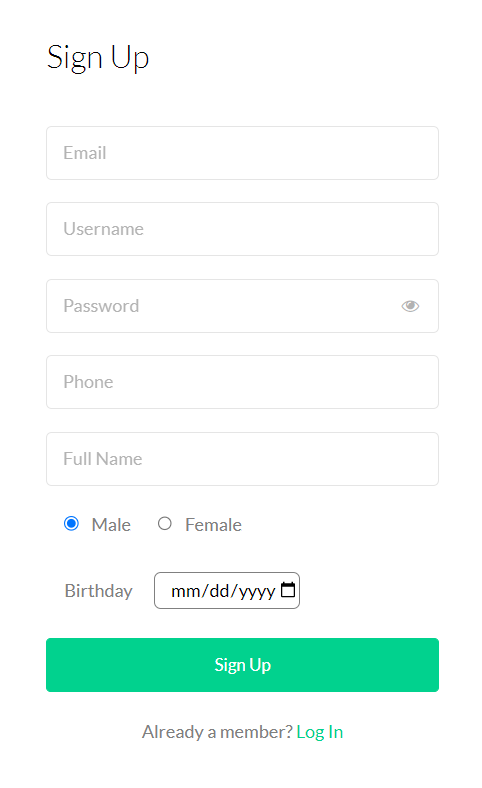 Sign Up
Email
Username
Password
Phone
Full Name
Male Female
Birthday mm/dd/yyyy
Sign Up
Already a member? Log In